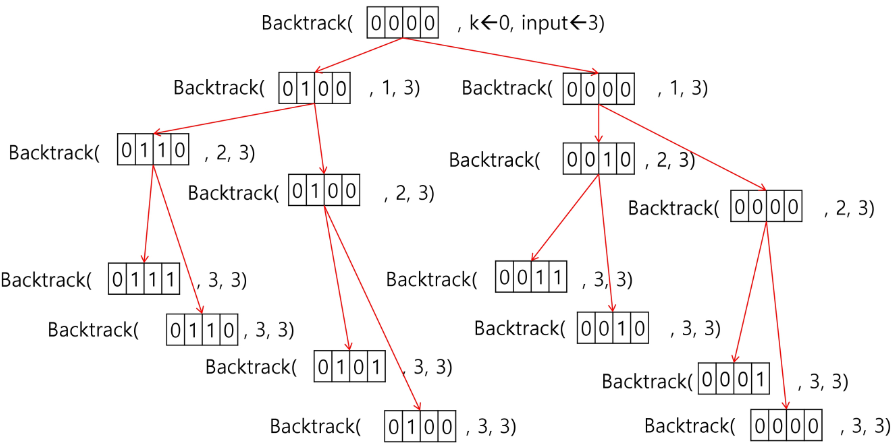 Backtrack( 0 0 0 0 , k←0, input←3)
Backtrack( 0 1 0 0 , 1, 3)
Backtrack( 0 0 0 0 , 1, 3)
Backtrack( 0 1 1 0 , 2, 3)
Backtrack( 0 1 0 0 , 2, 3)
Backtrack( 0 0 1 0 , 2, 3)
Backtrack( 0 0 0 0 , 2, 3)
Backtrack( 0 1 1 1 , 3, 3)
Backtrack( 0 1 1 0 , 3, 3)
Backtrack( 0 1 0 1 , 3, 3)
Backtrack( 0 1 0 0 , 3, 3)
Backtrack( 0 0 1 1 , 3, 3)
Backtrack( 0 0 1 0 , 3, 3)
Backtrack( 0 0 0 1 , 3, 3)
Backtrack( 0 0 0 0 , 3, 3)